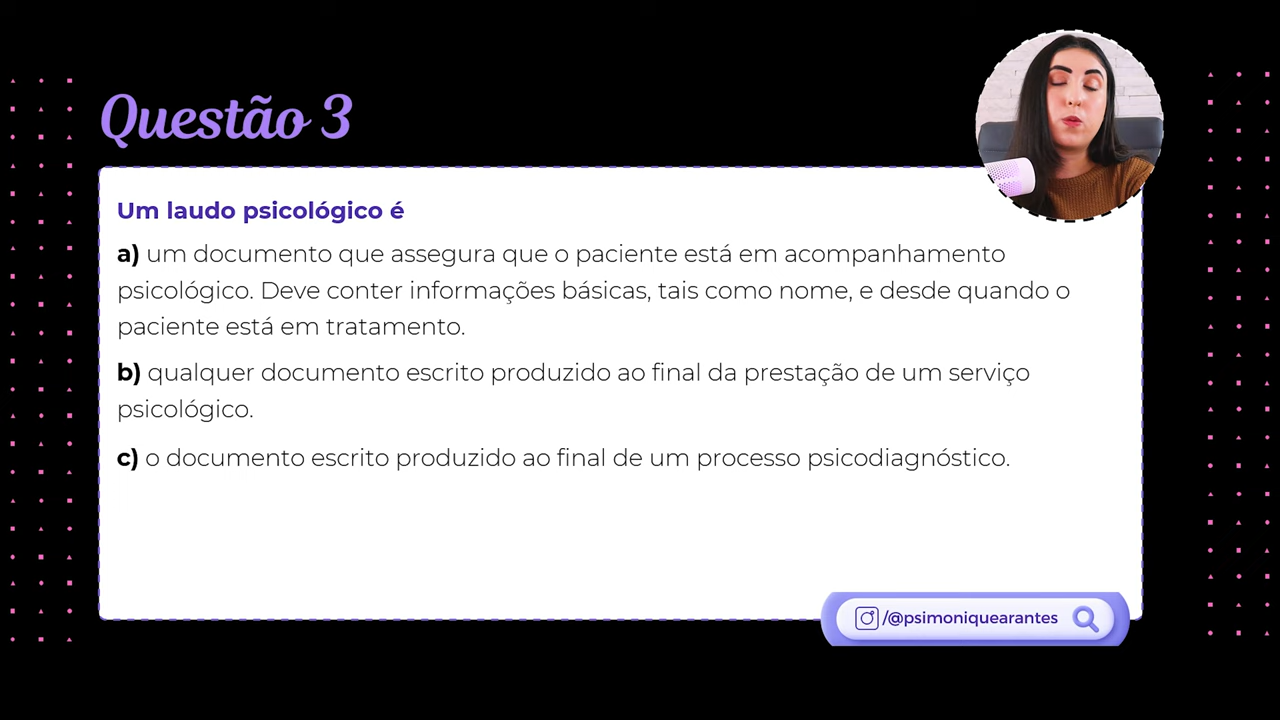 Questão 3
Um laudo psicológico é
a) um documento que assegura que o paciente está em acompanhamento
psicológico. Deve conter informações básicas, tais como nome, e desde quando o
paciente está em tratamento.
b) qualquer documento escrito produzido ao final da prestação de um serviço
psicológico.
c) o documento escrito produzido ao final de um processo psicodiagnóstico.
/@psimoniquearantes